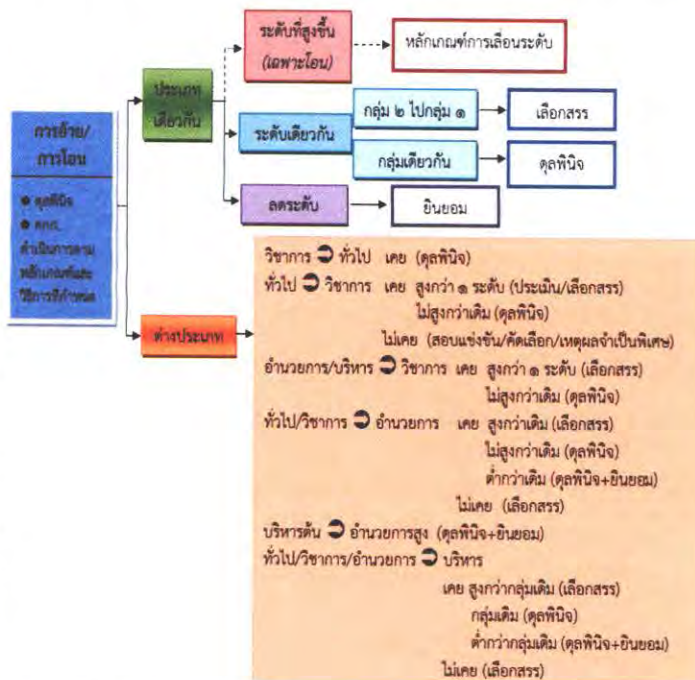 การย้าย/
การโอน
● ดุลพินิจ
● อกก.
ดำเนินการตาม
หลักเกณฑ์และ
วิธีการที่กำหนด
ประเภท
เดียวกัน
ระดับที่สูงขึ้น
(เฉพาะโอน)
หลักเกณฑ์การเลื่อนระดับ
ระดับเดียวกัน
กลุ่ม ๒ ไปกลุ่ม ๑
เลือกสรร
กลุ่มเดียวกัน
ดุลพินิจ
ลดระดับ
ยินยอม
ต่างประเภท
วิชาการ ➲ ทั่วไป เคย (ดุลพินิจ)
ทั่วไป ➲ วิชาการ เคย สูงกว่า ๑ ระดับ (ประเมิน/เลือกสรร)
ไม่สูงกว่าเดิม (ดุลพินิจ)
ไม่เคย (สอบแข่งขัน/คัดเลือก/เหตุผลจำเป็นพิเศษ)
อำนวยการ/บริหาร ➲ วิชาการ เคย สูงกว่า ๑ ระดับ (เลือกสรร)
ไม่สูงกว่าเดิม (ดุลพินิจ)
ทั่วไป/วิชาการ ➲ อำนวยการ เคย สูงกว่าเดิม (เลือกสรร)
ไม่สูงกว่าเดิม (ดุลพินิจ)
ต่ำกว่าเดิม (ดุลพินิจ+ยินยอม)
ไม่เคย (เลือกสรร)
บริหารต้น ➲ อำนวยการสูง (ดุลพินิจ+ยินยอม)
ทั่วไป/วิชาการ/อำนวยการ ➲ บริหาร
เคย สูงกว่ากลุ่มเดิม (เลือกสรร)
กลุ่มเดิม (ดุลพินิจ)
ต่ำกว่ากลุ่มเดิม (ดุลพินิจ+ยินยอม)
ไม่เคย (เลือกสรร)